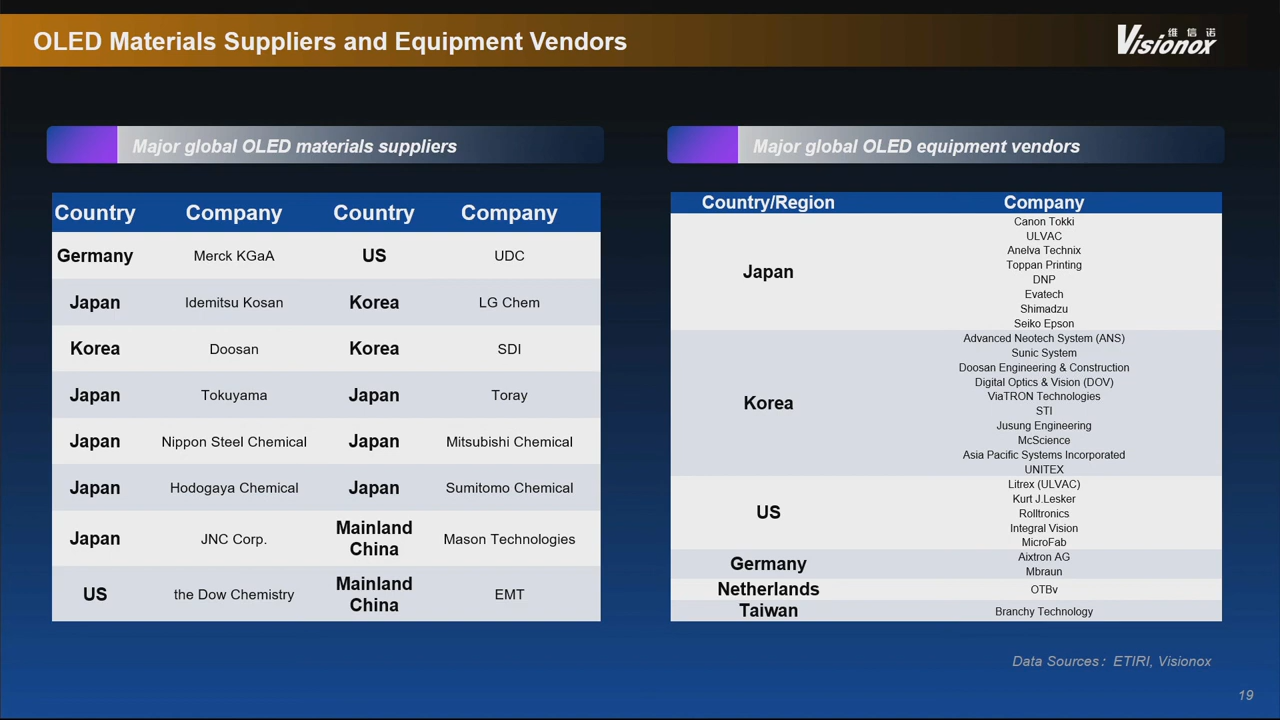 OLED Materials Suppliers and Equipment Vendors
维信诺
Visionox
Major global OLED materials suppliers
Country Company Country Company
Germany Merck KGaA US UDC
Japan Idemitsu Kosan Korea LG Chem
Korea Doosan Korea SDI
Japan Tokuyama Japan Toray
Japan Nippon Steel Chemical Japan Mitsubishi Chemical
Japan Hodogaya Chemical Japan Sumitomo Chemical
Japan JNC Corp. Mainland China Mason Technologies
US the Dow Chemistry Mainland China EMT
Major global OLED equipment vendors
Country/Region Company
Japan
Canon Tokki
ULVAC
Anelva Technix
Toppan Printing
DNP
Evatech
Shimadzu
Seiko Epson
Korea
Advanced Neotech System (ANS)
Sunic System
Doosan Engineering & Construction
Digital Optics & Vision (DOV)
ViaTRON Technologies
STI
Jusung Engineering
McScience
Asia Pacific Systems Incorporated
UNITEX
US
Litrex (ULVAC)
Kurt J.Lesker
Rolltronics
Integral Vision
MicroFab
Germany
Aixtron AG
Mbraun
Netherlands OTBv
Taiwan Branchy Technology
Data Sources：ETIRI, Visionox
19